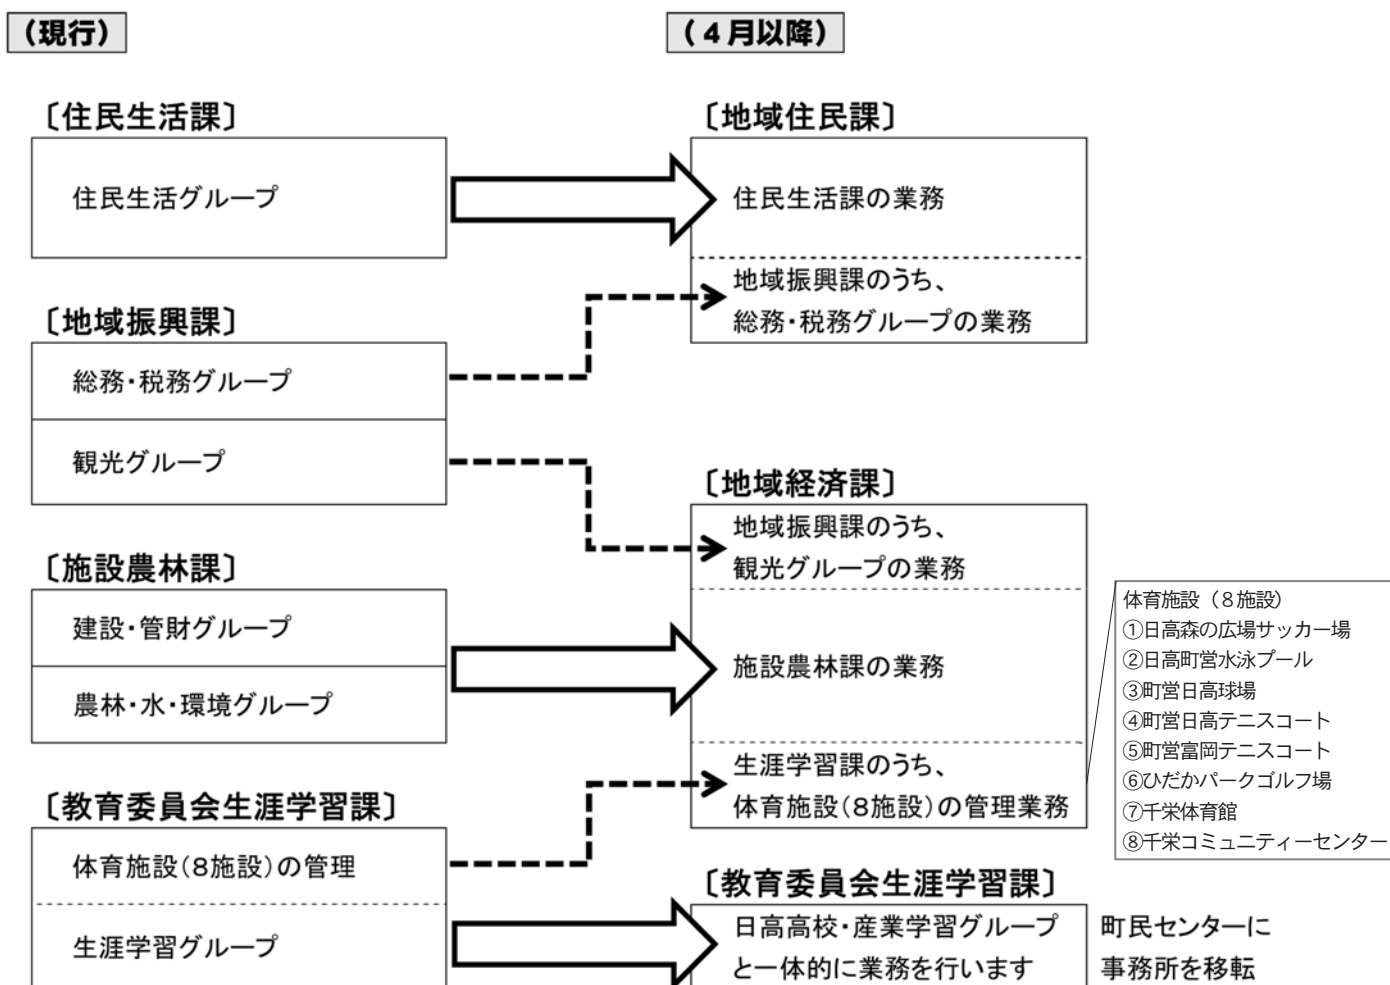 （現行）
〔住民生活課〕
住民生活グループ
〔地域振興課〕
総務・税務グループ
観光グループ
〔施設農林課〕
建設・管財グループ
農林・水・環境グループ
〔教育委員会生涯学習課〕
体育施設（8施設）の管理
生涯学習グループ
（４月以降）
〔地域住民課〕
住民生活課の業務
地域振興課のうち、
総務・税務グループの業務
〔地域経済課〕
地域振興課のうち、
観光グループの業務
施設農林課の業務
生涯学習課のうち、
体育施設（8施設）の管理業務
体育施設（８施設）
①日高森の広場サッカー場
②日高町営水泳プール
③町営日高球場
④町営日高テニスコート
⑤町営富岡テニスコート
⑥ひだかパークゴルフ場
⑦千栄体育館
⑧千栄コミュニティーセンター
〔教育委員会生涯学習課〕
日高高校・産業学習グループ
と一体的に業務を行います
町民センターに
事務所を移転